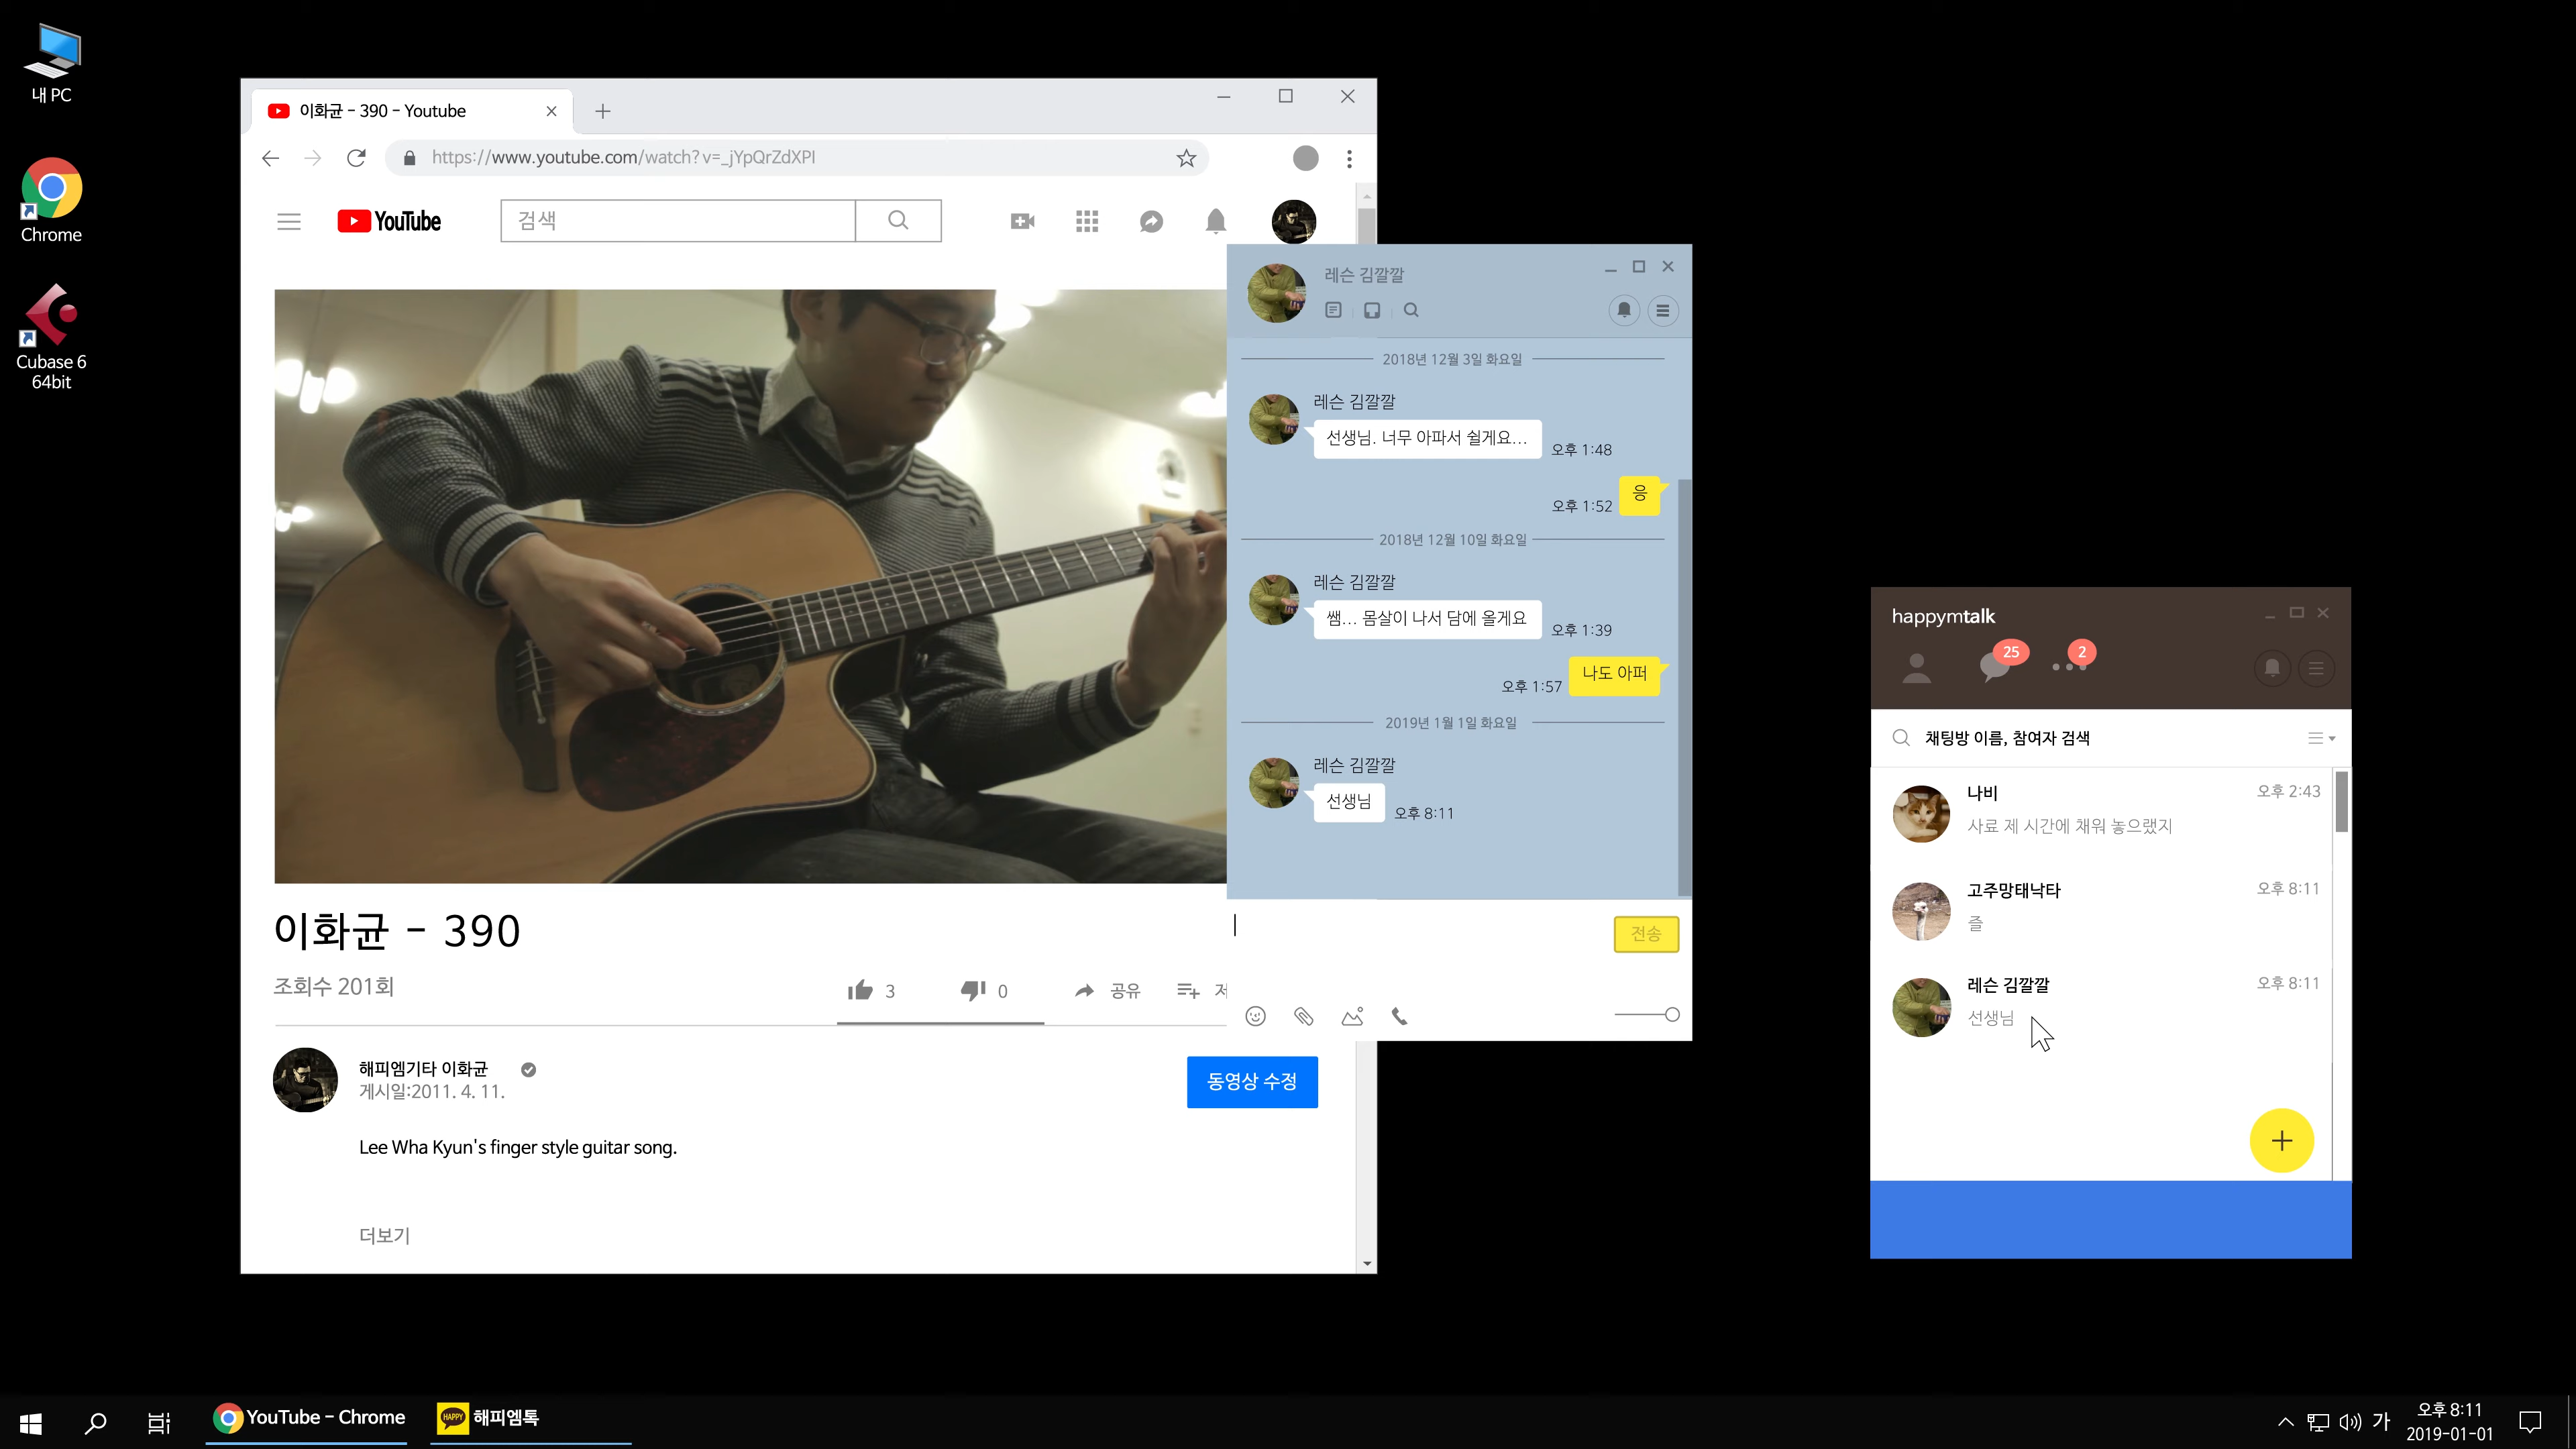 내 PC
Chrome
Cubase 6
64bit
이화균 - 390 - Youtube
https://www.youtube.com/watch?v=_jYpQrZdXPI
YouTube
검색
이화균 - 390
조회수 201회
3
0
공유
해피엠기타 이화균
게시일:2011. 4. 11.
동영상 수정
Lee Wha Kyun's finger style guitar song.
더보기
레슨 김깔깔
2018년 12월 3일 화요일
레슨 김깔깔
선생님. 너무 아파서 쉴게요...
오후 1:48
응
오후 1:52
2018년 12월 10일 화요일
레슨 김깔깔
쌤... 몸살이 나서 담에 올게요
오후 1:39
나도 아퍼
오후 1:57
2019년 1월 1일 화요일
레슨 김깔깔
선생님
오후 8:11
전송
happymtalk
25
2
채팅방 이름, 참여자 검색
나비
오후 2:43
사료 제 시간에 채워 놓으랬지
고주망태낙타
오후 8:11
즐
레슨 김깔깔
오후 8:11
선생님
YouTube - Chrome
HAPPY
해피엠톡
가
오후 8:11
2019-01-01